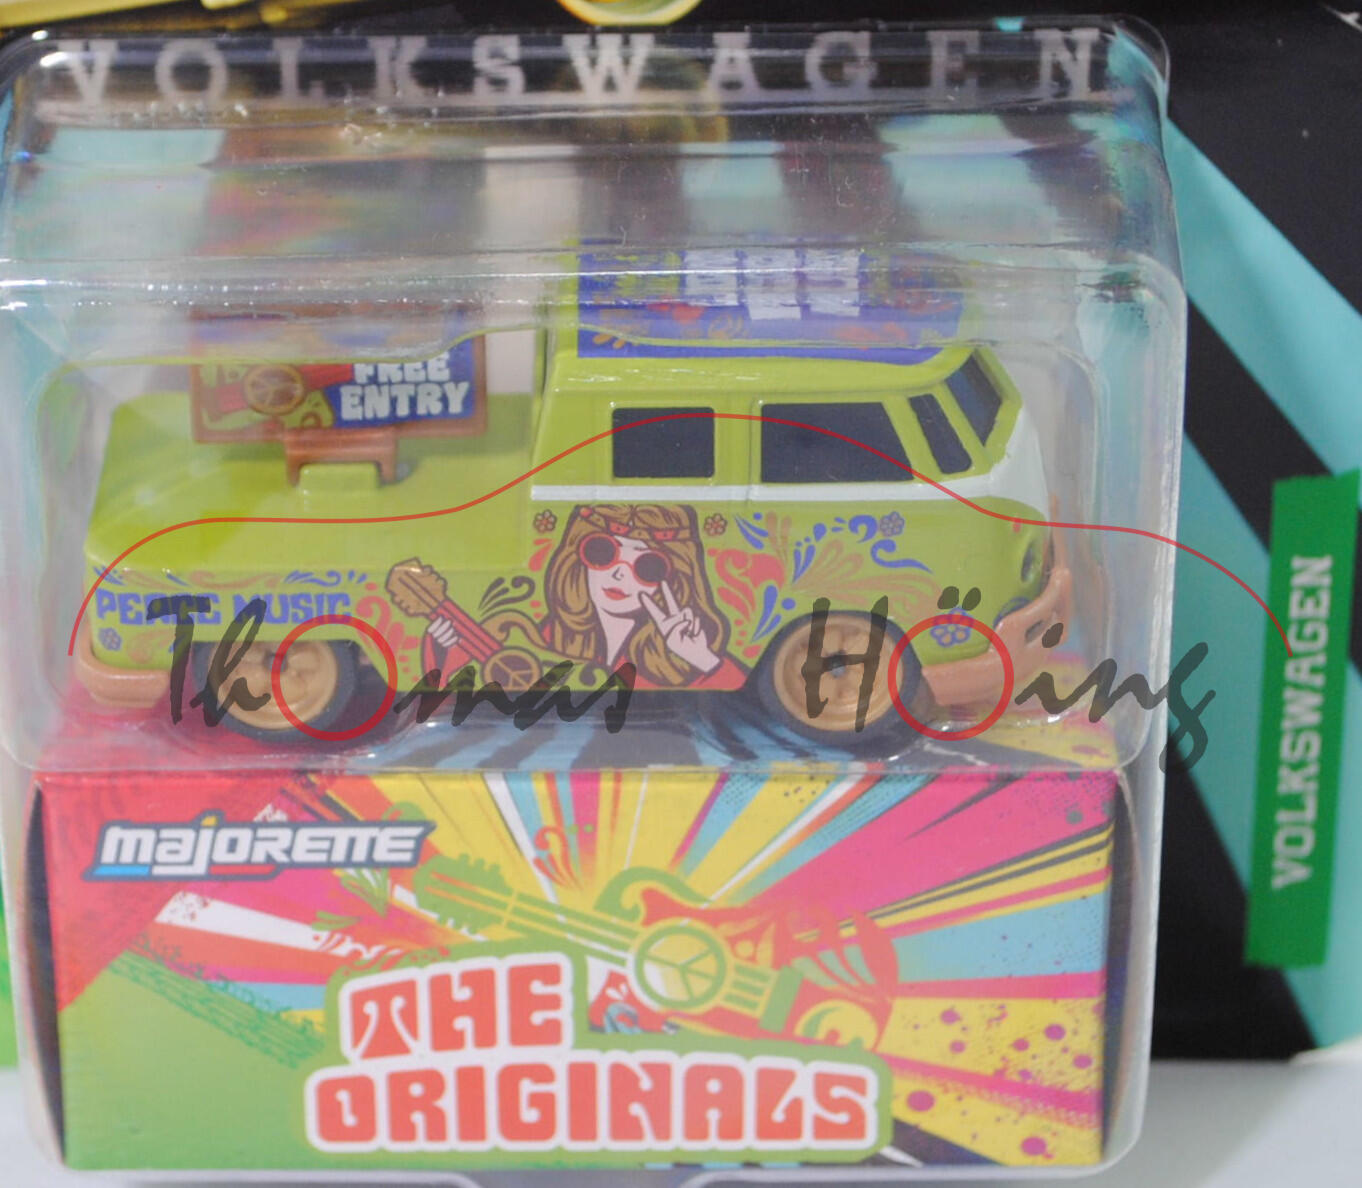 VOLKSWAGEN
FREE
ENTRY
PEACE MUSIC
Thomas Höing
VOLKSWAGEN
majorette
THE
ORIGINALS